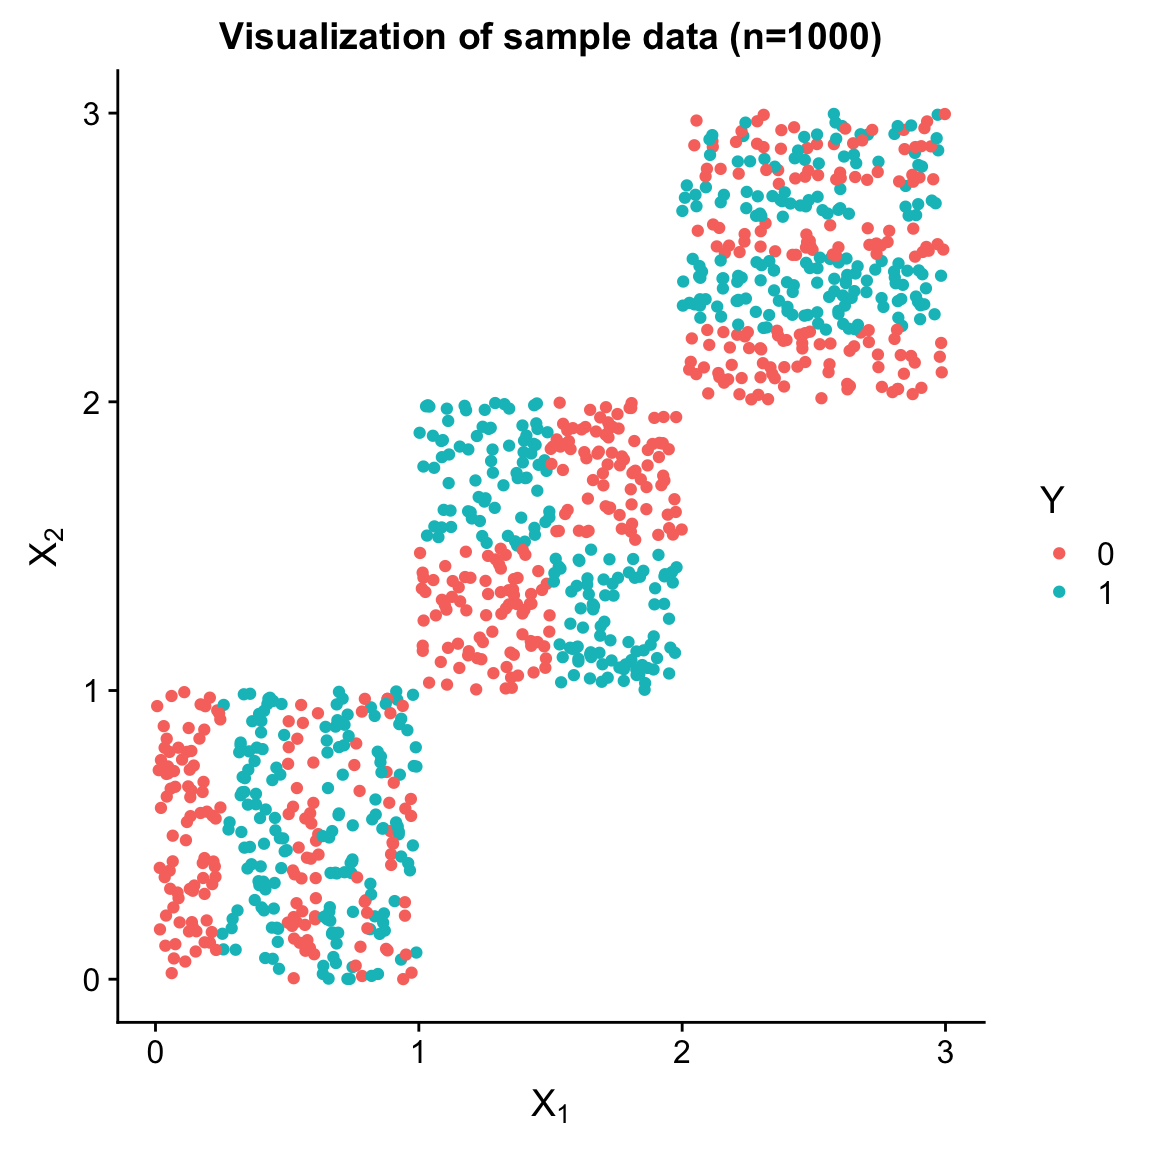 Visualization of sample data (n=1000)
3
2
1
0
X₂
0 1 2 3
X₁
Y
0
1